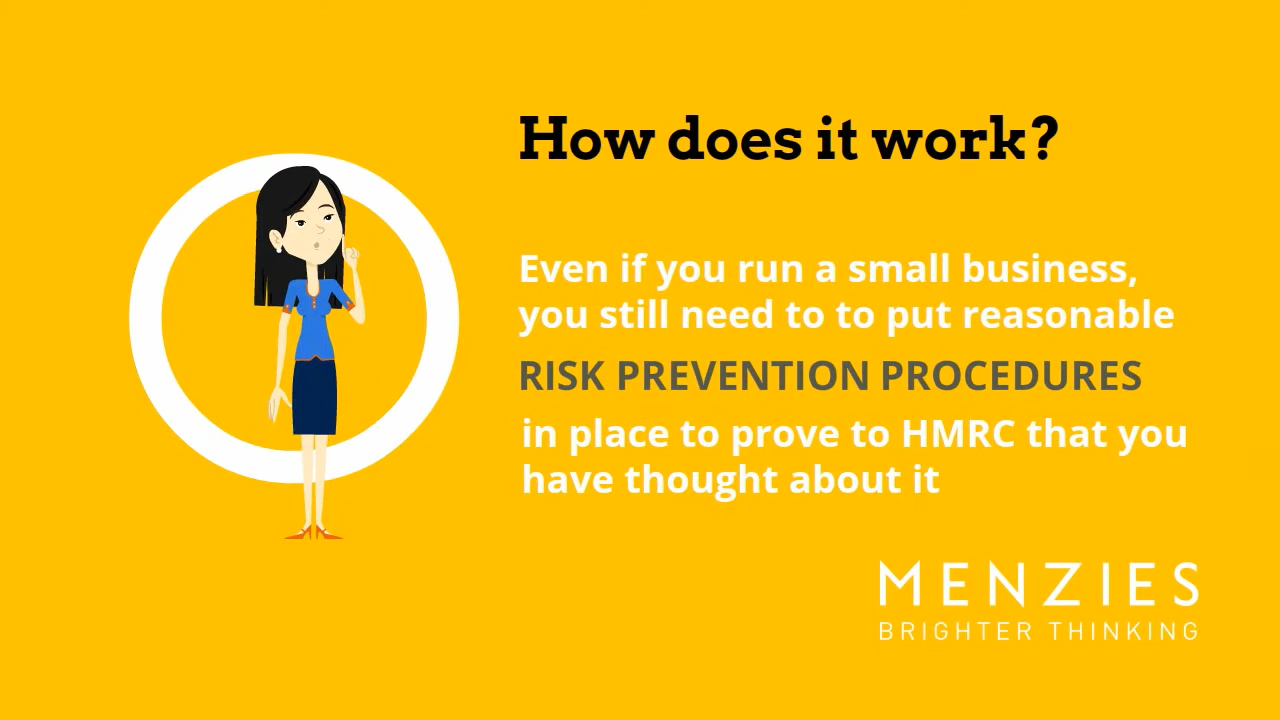 How does it work?
Even if you run a small business,
you still need to to put reasonable
RISK PREVENTION PROCEDURES
in place to prove to HMRC that you
have thought about it
MENZIES
BRIGHTER THINKING